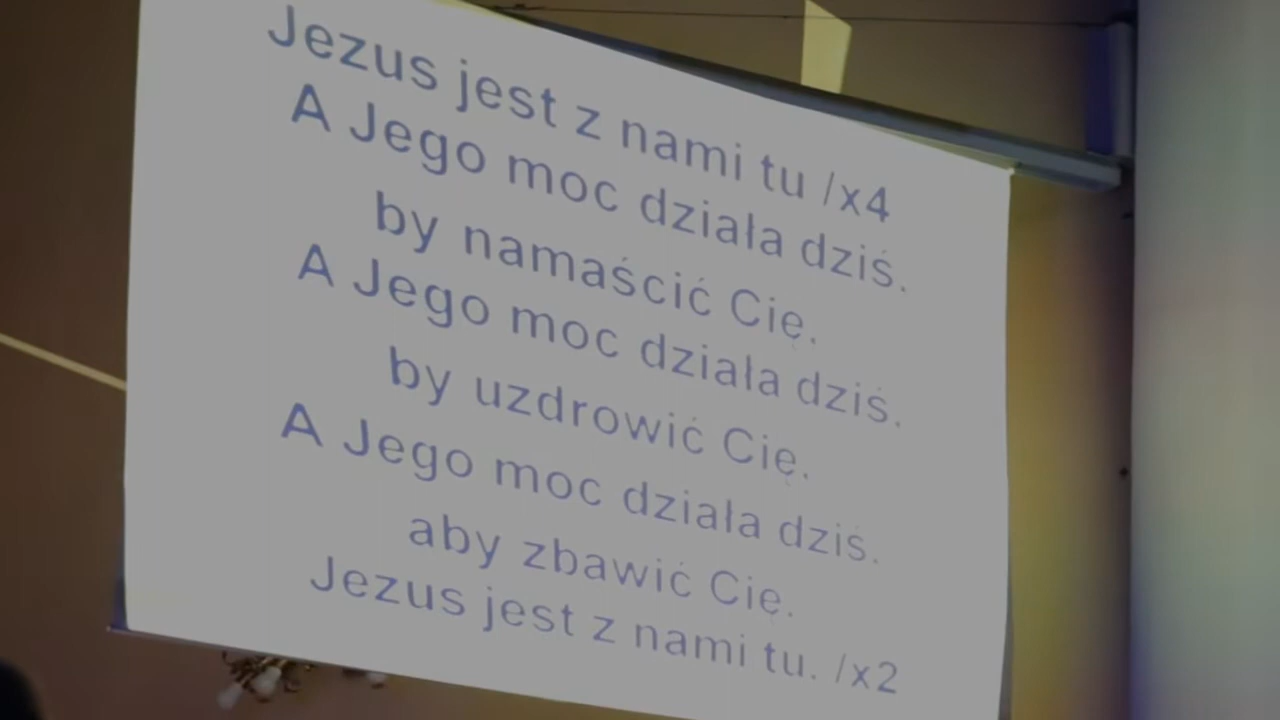 Jezus jest z nami tu /x4
A Jego moc działa dziś.
by namaścić Cię.
A Jego moc działa dziś.
by uzdrowić Cię.
A Jego moc działa dziś.
aby zbawić Cię.
Jezus jest z nami tu. /x2